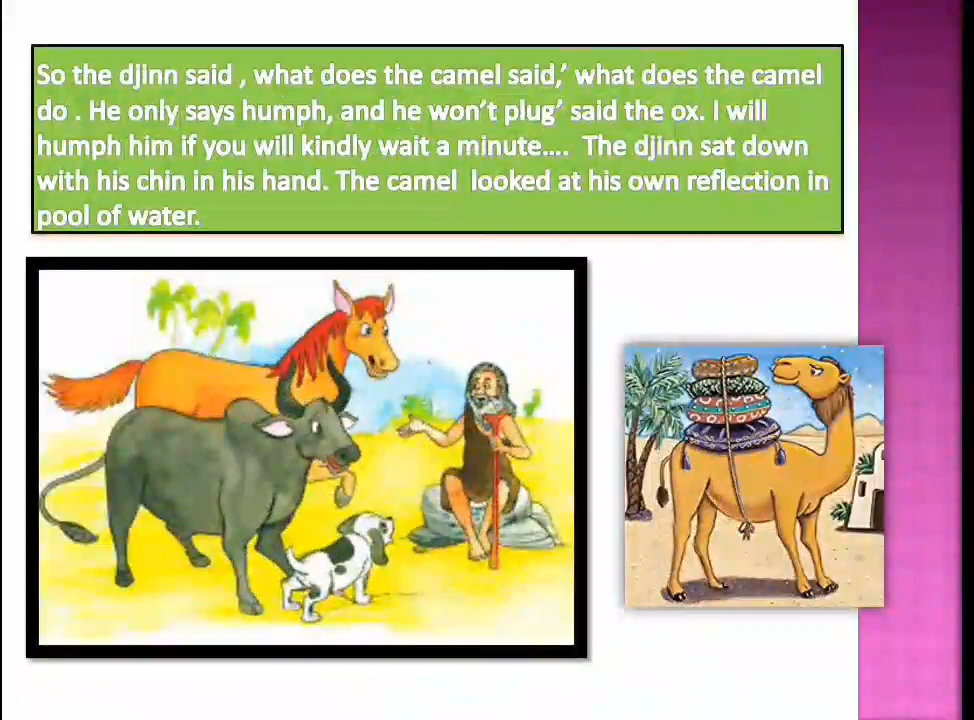 So the djinn said , what does the camel said,’ what does the camel
do . He only says humph, and he won’t plug’ said the ox. I will
humph him if you will kindly wait a minute.... The djinn sat down
with his chin in his hand. The camel looked at his own reflection in
pool of water.